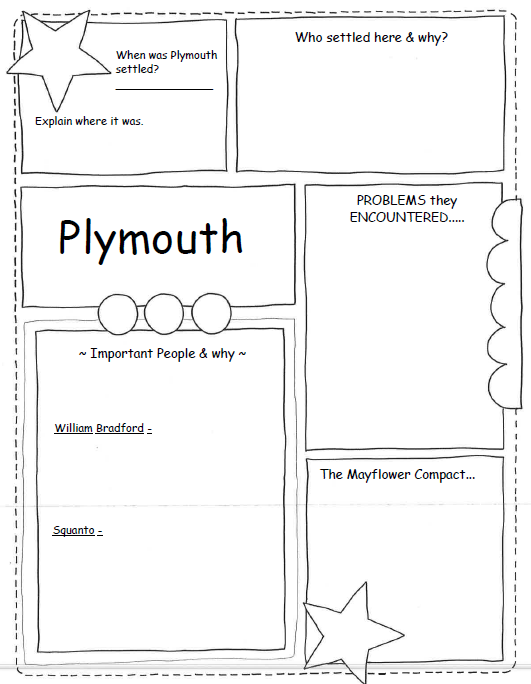 When was Plymouth
settled?
Explain where it was.
Who settled here & why?
Plymouth
PROBLEMS they
ENCOUNTERED.....
~ Important People & why ~
William Bradford -
Squanto -
The Mayflower Compact...